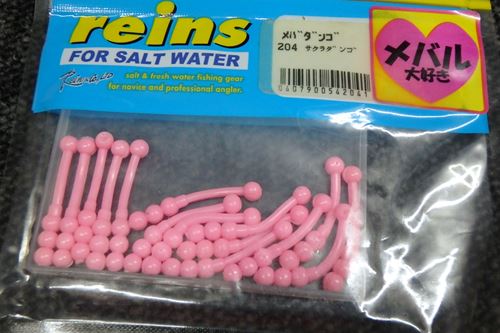 reins
FOR SALT WATER
salt & fresh water fishing gear
for novice and professional angler.
メバダンゴ
204 サクラダンゴ
メバル
大好き